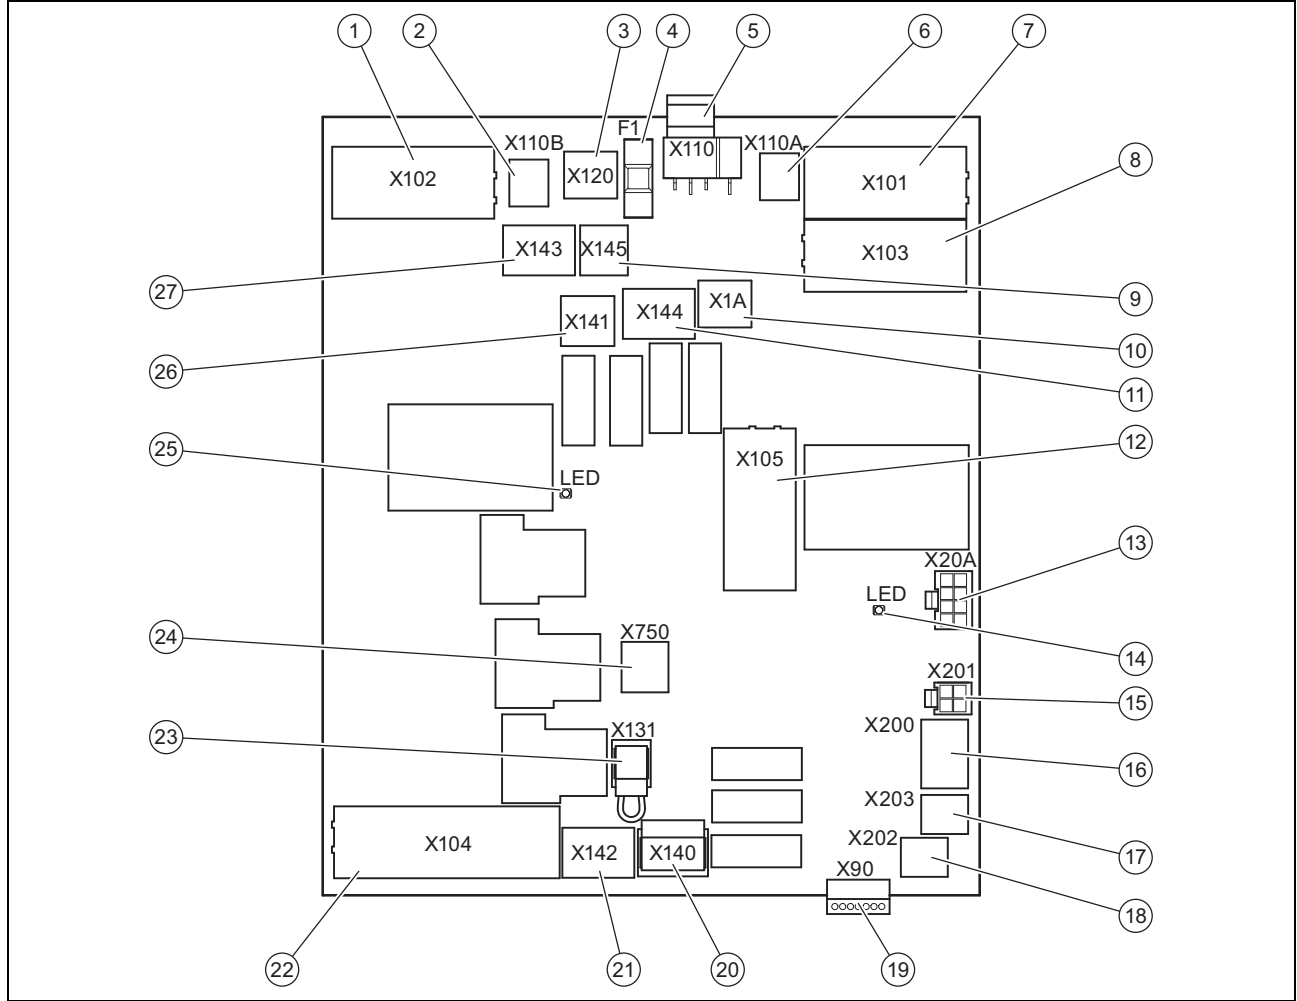 1 2 3 4 5 6 7
F1
X110B X110 X110A
X102 X120 X101
8
X143 X145 X103
27 9
X1A
X141 X144
10
26
11
25 X105 12
LED
13
X20A
LED
24 X750 14
X201
15
23 X131 X200
16
X203
X104 X142 X140 X202
17
X90
18
22 21 20 19